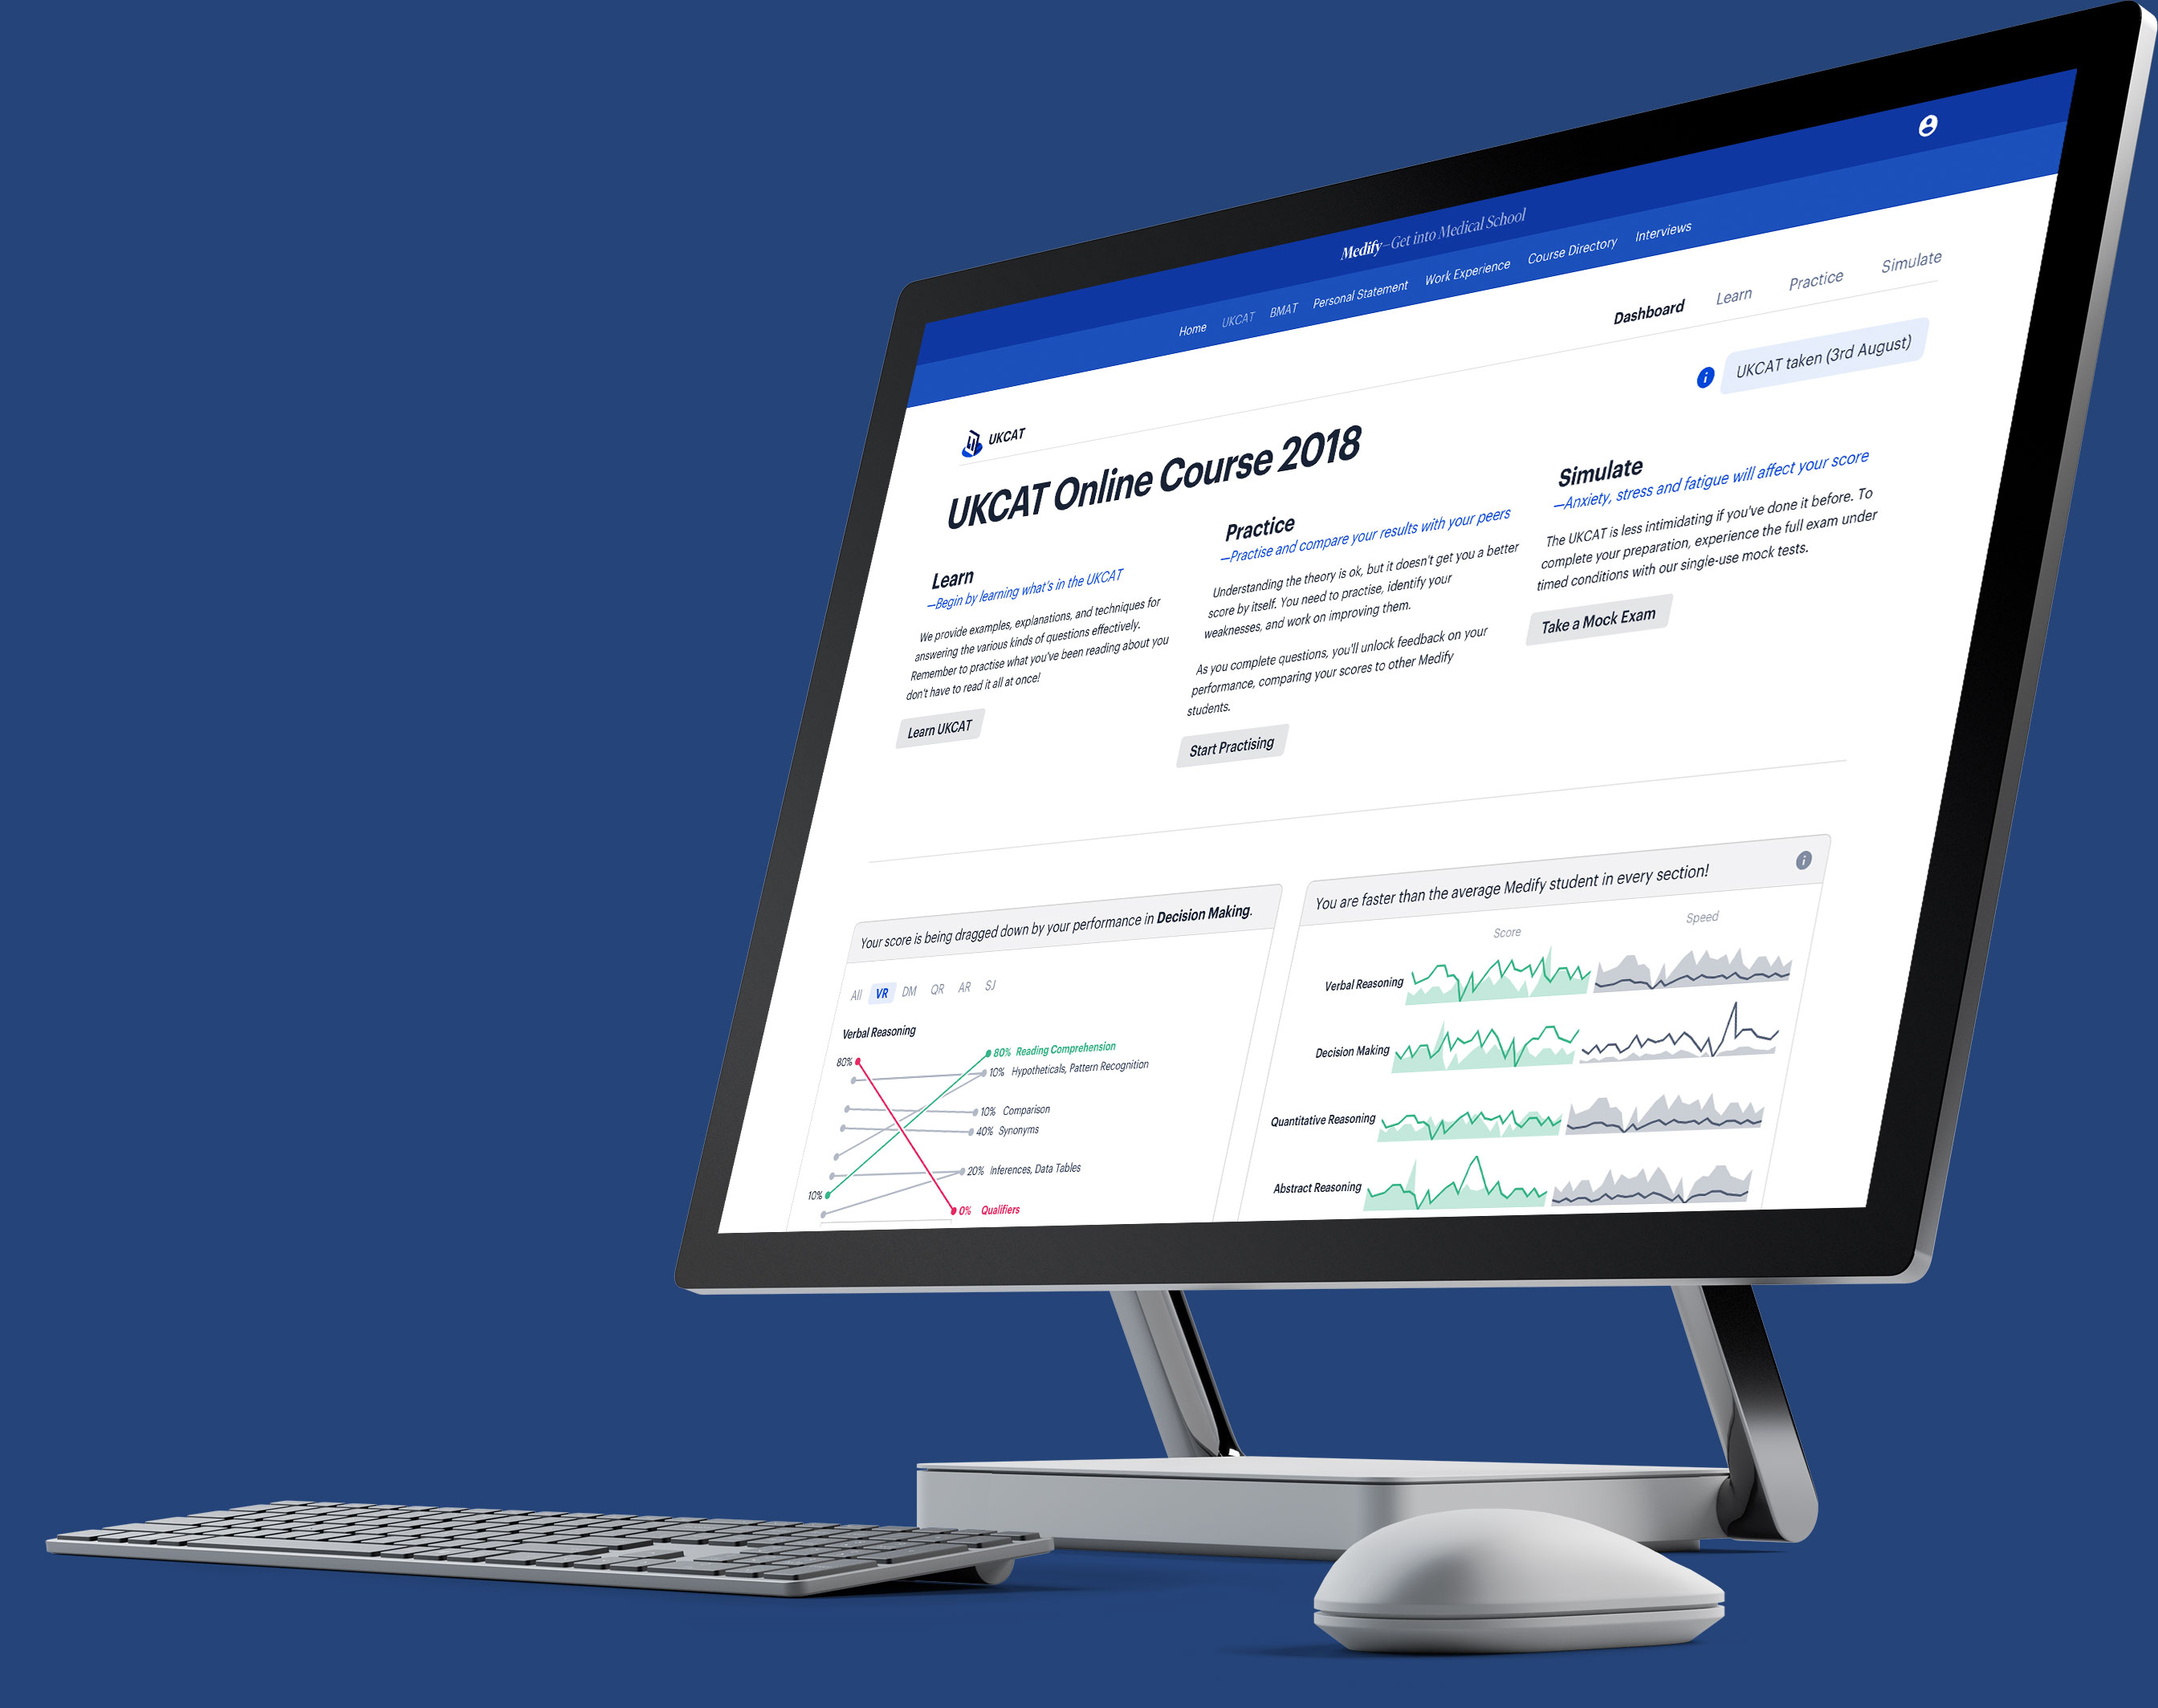 Medify—Get into Medical School
Home UKCAT BMAT Personal Statement Work Experience Course Directory Interviews
UKCAT
Dashboard Learn Practice Simulate
UKCAT taken (3rd August)
UKCAT Online Course 2018
Learn
—Begin by learning what's in the UKCAT
We provide examples, explanations, and techniques for
answering the various kinds of questions effectively.
Remember to practise what you've been reading about you
don't have to read it all at once!
Learn UKCAT
Practice
—Practise and compare your results with your peers
Understanding the theory is ok, but it doesn't get you a better
score by itself. You need to practise, identify your
weaknesses, and work on improving them.
As you complete questions, you'll unlock feedback on your
performance, comparing your scores to other Medify
students.
Start Practising
Simulate
—Anxiety, stress and fatigue will affect your score
The UKCAT is less intimidating if you've done it before. To
complete your preparation, experience the full exam under
timed conditions with our single-use mock tests.
Take a Mock Exam
Your score is being dragged down by your performance in Decision Making.
All VR DM QR AR SJ
Verbal Reasoning
80%
10%
80% Reading Comprehension
10% Hypotheticals, Pattern Recognition
10% Comparison
40% Synonyms
20% Inferences, Data Tables
0% Qualifiers
You are faster than the average Medify student in every section!
Score Speed
Verbal Reasoning
Decision Making
Quantitative Reasoning
Abstract Reasoning